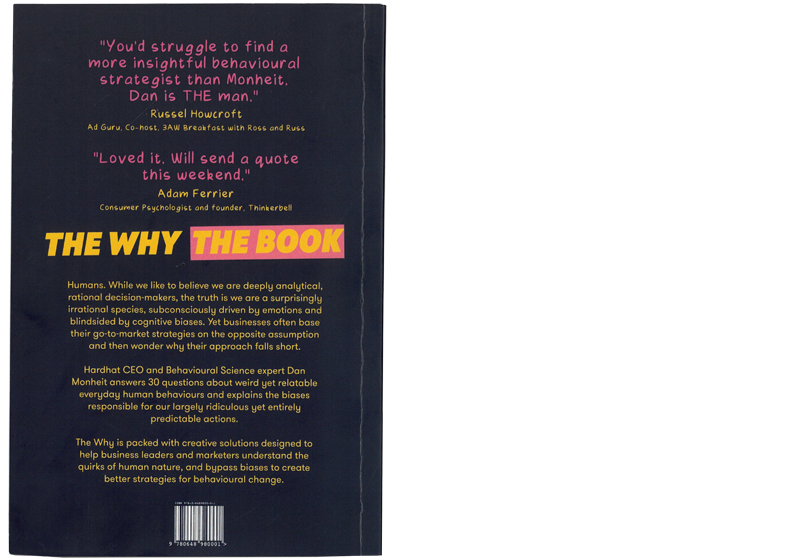 "You'd struggle to find a
more insightful behavioural
strategist than Monheit.
Dan is THE man."
Russel Howcroft
Ad Guru, Co-host, 3AW Breakfast with Ross and Russ
"Loved it. Will send a quote
this weekend."
Adam Ferrier
Consumer Psychologist and founder, Thinkerbell
THE WHY THE BOOK
Humans. While we like to believe we are deeply analytical,
rational decision-makers, the truth is we are a surprisingly
irrational species, subconsciously driven by emotions and
blindsided by cognitive biases. Yet businesses often base
their go-to-market strategies on the opposite assumption
and then wonder why their approach falls short.
Hardhat CEO and Behavioural Science expert Dan
Monheit answers 30 questions about weird yet relatable
everyday human behaviours and explains the biases
responsible for our largely ridiculous yet entirely
predictable actions.
The Why is packed with creative solutions designed to
help business leaders and marketers understand the
quirks of human nature, and bypass biases to create
better strategies for behavioural change.
9 780648 980001 >